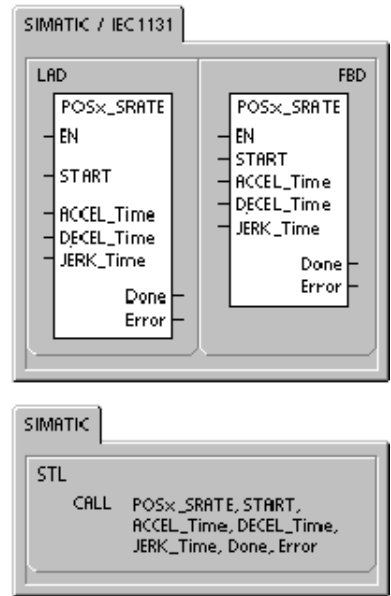 SIMATIC / IEC 1131
LAD
POSx_SRATE
EN
START
ACCEL_Time
DECEL_Time
JERK_Time
Done
Error
FBD
POSx_SRATE
EN
START
ACCEL_Time
DECEL_Time
JERK_Time
Done
Error
SIMATIC
STL
CALL POSx_SRATE, START,
ACCEL_Time, DECEL_Time,
JERK_Time, Done, Error